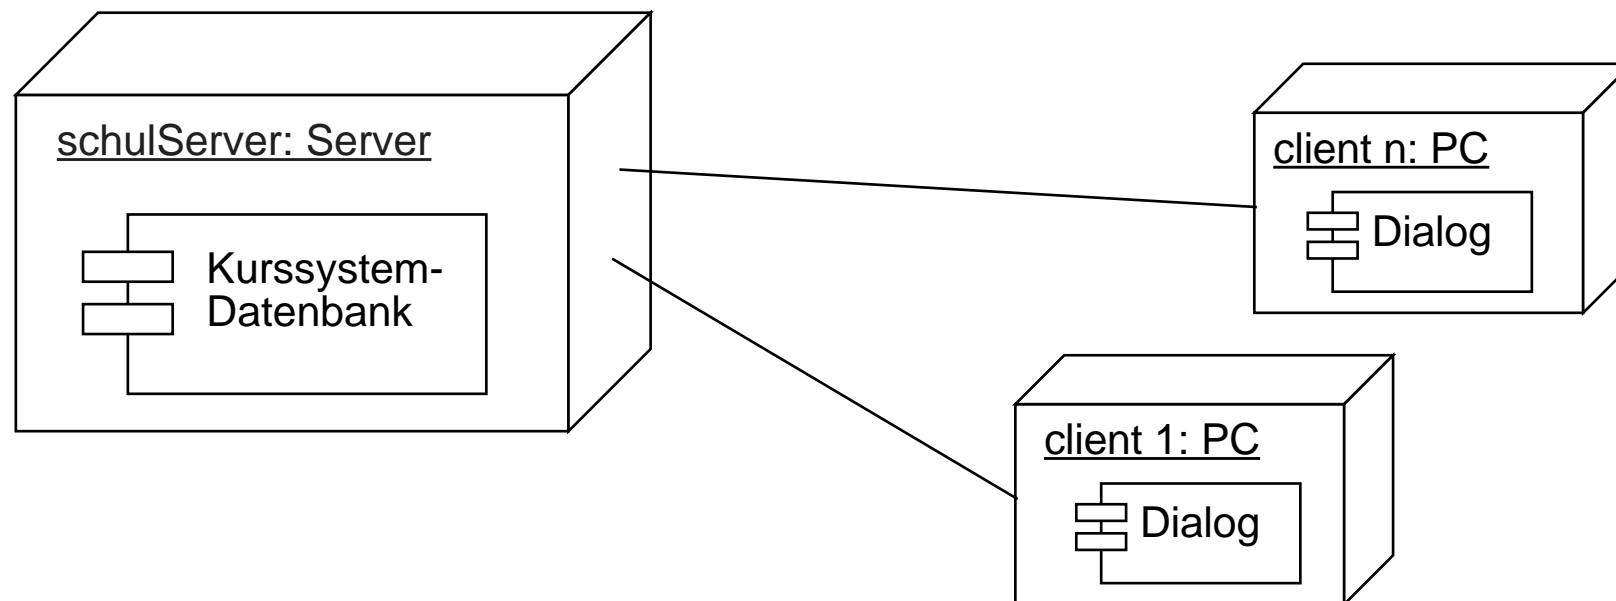 schulServer: Server
Kurssystem-
Datenbank
client n: PC
Dialog
client 1: PC
Dialog